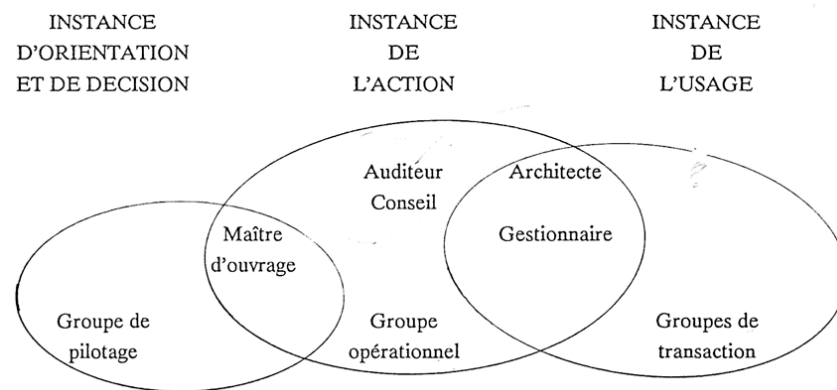 INSTANCE
D'ORIENTATION
ET DE DECISION
INSTANCE
DE
L'ACTION
INSTANCE
DE
L'USAGE
Auditeur
Conseil
Architecte
Maître
d'ouvrage
Gestionnaire
Groupe de
pilotage
Groupe
opérationnel
Groupes de
transaction